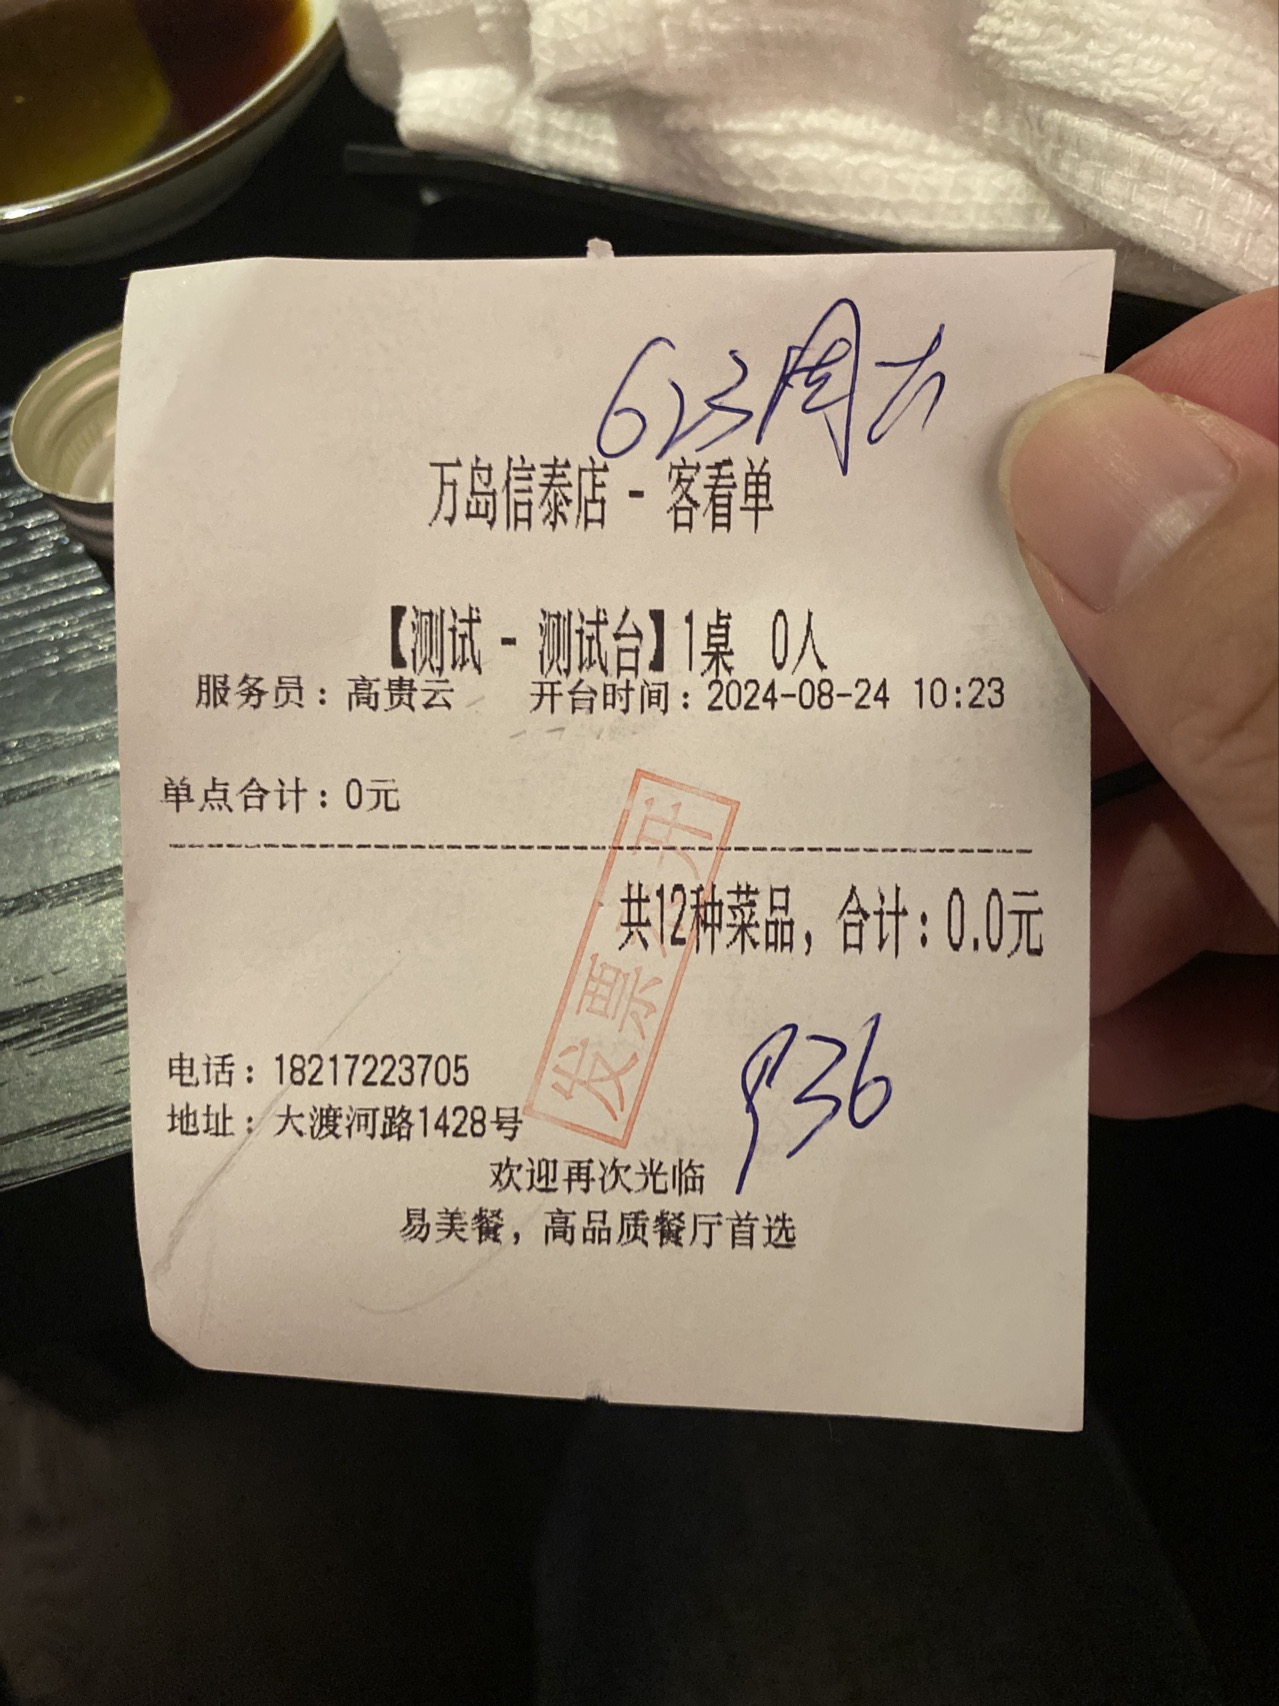 623周六
万岛信泰店 - 客看单
【测试 - 测试台】1桌 0人
服务员：高贵云 开台时间：2024-08-24 10:23
单点合计：0元
共12种菜品，合计：0.0元
发票已开
936
电话：18217223705
地址：大渡河路1428号
欢迎再次光临
易美餐，高品质餐厅首选